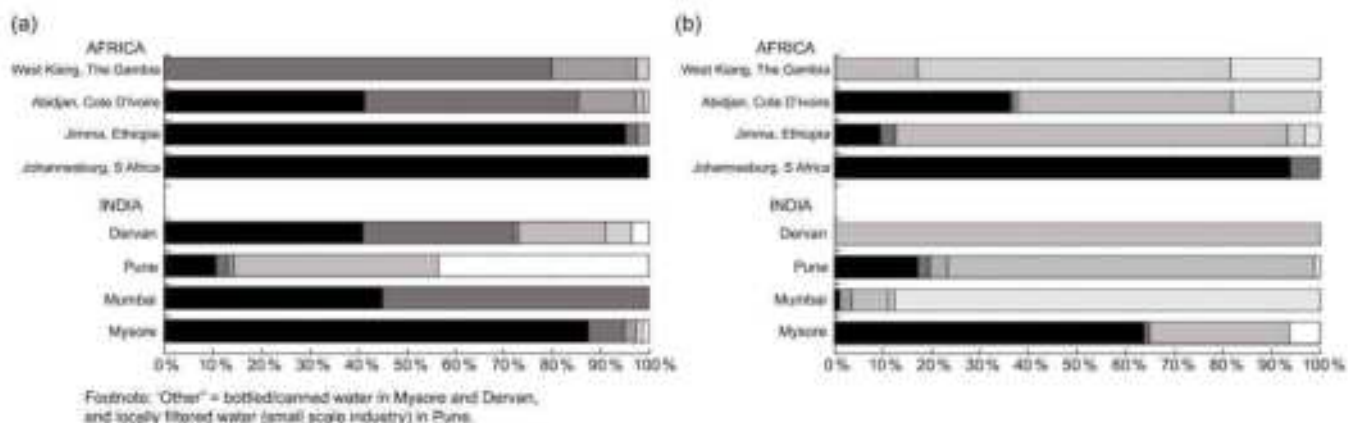 (a)
AFRICA
West Kiang, The Gambia
Abidjan, Cote D'Ivoire
Jimma, Ethiopia
Johannesburg, S Africa
INDIA
Dervan
Pune
Mumbai
Mysore
0% 10% 20% 30% 40% 50% 60% 70% 80% 90% 100%
Footnote: "Other" = bottled/canned water in Mysore and Dervan,
and locally filtered water (small scale industry) in Pune.
(b)
AFRICA
West Kiang, The Gambia
Abidjan, Cote D'Ivoire
Jimma, Ethiopia
Johannesburg, S Africa
INDIA
Dervan
Pune
Mumbai
Mysore
0% 10% 20% 30% 40% 50% 60% 70% 80% 90% 100%